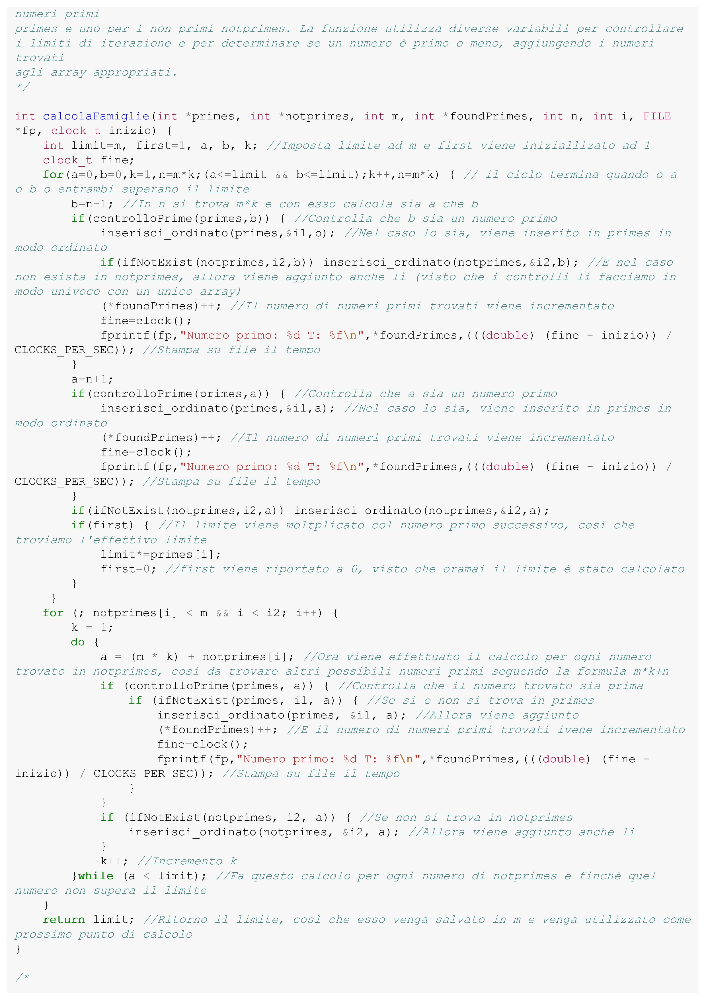 numeri primi
primes e uno per i non primi notprimes. La funzione utilizza diverse variabili per controllare
i limiti di iterazione e per determinare se un numero è primo o meno, aggiungendo i numeri
trovati
agli array appropriati.
*/

int calcolaFamiglie(int *primes, int *notprimes, int m, int *foundPrimes, int n, int i, FILE
*fp, clock_t inizio) {
    int limit=m, first=1, a, b, k; //Imposta limite ad m e first viene iniziallizato ad 1
    clock_t fine;
    for(a=0,b=0,k=1,n=m*k;(a<=limit && b<=limit);k++,n=m*k) { // il ciclo termina quando o a
o b o entrambi superano il limite
        b=n-1; //In n si trova m*k e con esso calcola sia a che b
        if(controlloPrime(primes,b)) { //Controlla che b sia un numero primo
            inserisci_ordinato(primes,&i1,b); //Nel caso lo sia, viene inserito in primes in
modo ordinato
            if(ifNotExist(notprimes,i2,b)) inserisci_ordinato(notprimes,&i2,b); //E nel caso
non esista in notprimes, allora viene aggiunto anche lì (visto che i controlli li facciamo in
modo univoco con un unico array)
            (*foundPrimes)++; //Il numero di numeri primi trovati viene incrementato
            fine=clock();
            fprintf(fp,"Numero primo: %d T: %f\n",*foundPrimes,(((double) (fine - inizio)) /
CLOCKS_PER_SEC)); //Stampa su file il tempo
        }
        a=n+1;
        if(controlloPrime(primes,a)) { //Controlla che a sia un numero primo
            inserisci_ordinato(primes,&i1,a); //Nel caso lo sia, viene inserito in primes in
modo ordinato
            (*foundPrimes)++; //Il numero di numeri primi trovati viene incrementato
            fine=clock();
            fprintf(fp,"Numero primo: %d T: %f\n",*foundPrimes,(((double) (fine - inizio)) /
CLOCKS_PER_SEC)); //Stampa su file il tempo
        }
        if(ifNotExist(notprimes,i2,a)) inserisci_ordinato(notprimes,&i2,a);
        if(first) { //Il limite viene moltplicato col numero primo successivo, così che
troviamo l'effettivo limite
            limit*=primes[i];
            first=0; //first viene riportato a 0, visto che oramai il limite è stato calcolato
        }
     }
    for (; notprimes[i] < m && i < i2; i++) {
        k = 1;
        do {
            a = (m * k) + notprimes[i]; //Ora viene effettuato il calcolo per ogni numero
trovato in notprimes, così da trovare altri possibili numeri primi seguendo la formula m*k+n
            if (controlloPrime(primes, a)) { //Controlla che il numero trovato sia prima
                if (ifNotExist(primes, i1, a)) { //Se si e non si trova in primes
                    inserisci_ordinato(primes, &i1, a); //Allora viene aggiunto
                    (*foundPrimes)++; //E il numero di numeri primi trovati ivene incrementato
                    fine=clock();
                    fprintf(fp,"Numero primo: %d T: %f\n",*foundPrimes,(((double) (fine -
inizio)) / CLOCKS_PER_SEC)); //Stampa su file il tempo
                }
            }
            if (ifNotExist(notprimes, i2, a)) { //Se non si trova in notprimes
                inserisci_ordinato(notprimes, &i2, a); //Allora viene aggiunto anche li
            }
            k++; //Incremento k
        }while (a < limit); //Fa questo calcolo per ogni numero di notprimes e finché quel
numero non supera il limite
    }
    return limit; //Ritorno il limite, così che esso venga salvato in m e venga utilizzato come
prossimo punto di calcolo
}

/*